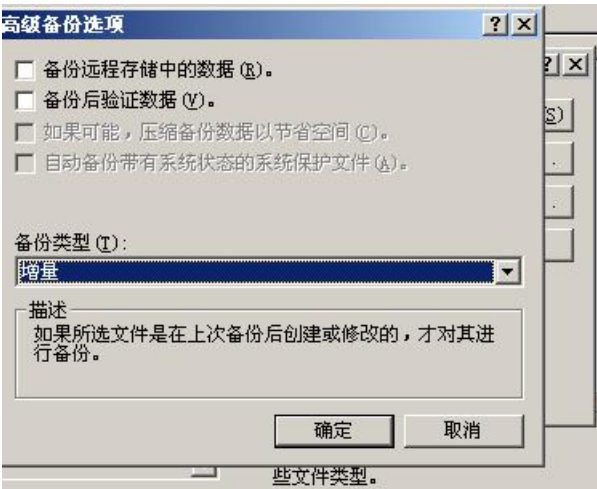 高级备份选项
备份远程存储中的数据(R)。
备份后验证数据(V)。
如果可能，压缩备份数据以节省空间(C)。
自动备份带有系统状态的系统保护文件(A)。
备份类型(T):
增量
描述
如果所选文件是在上次备份后创建或修改的，才对其进
行备份。
确定
取消
S)
些文件类型。